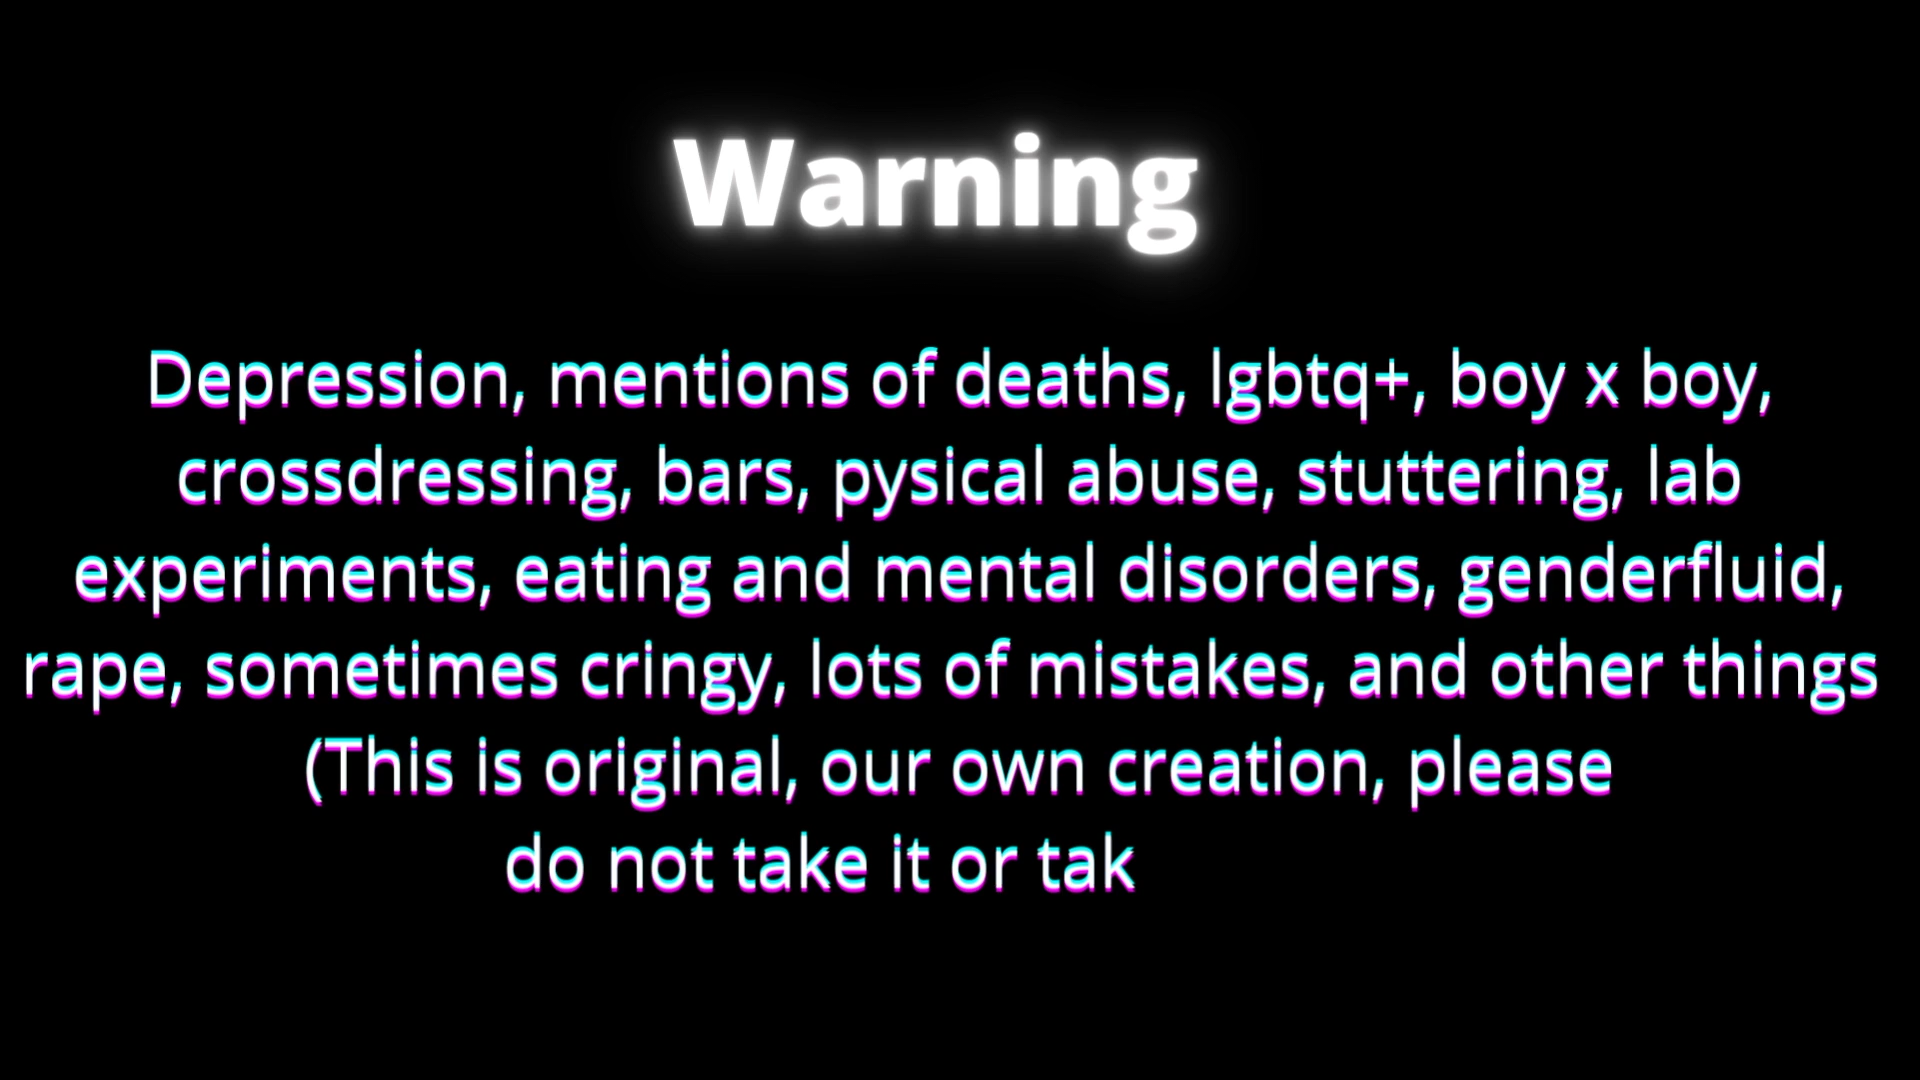 Warning
Depression, mentions of deaths, lgbtq+, boy x boy,
crossdressing, bars, pysical abuse, stuttering, lab
experiments, eating and mental disorders, genderfluid,
rape, sometimes cringy, lots of mistakes, and other things
(This is original, our own creation, please
do not take it or tak